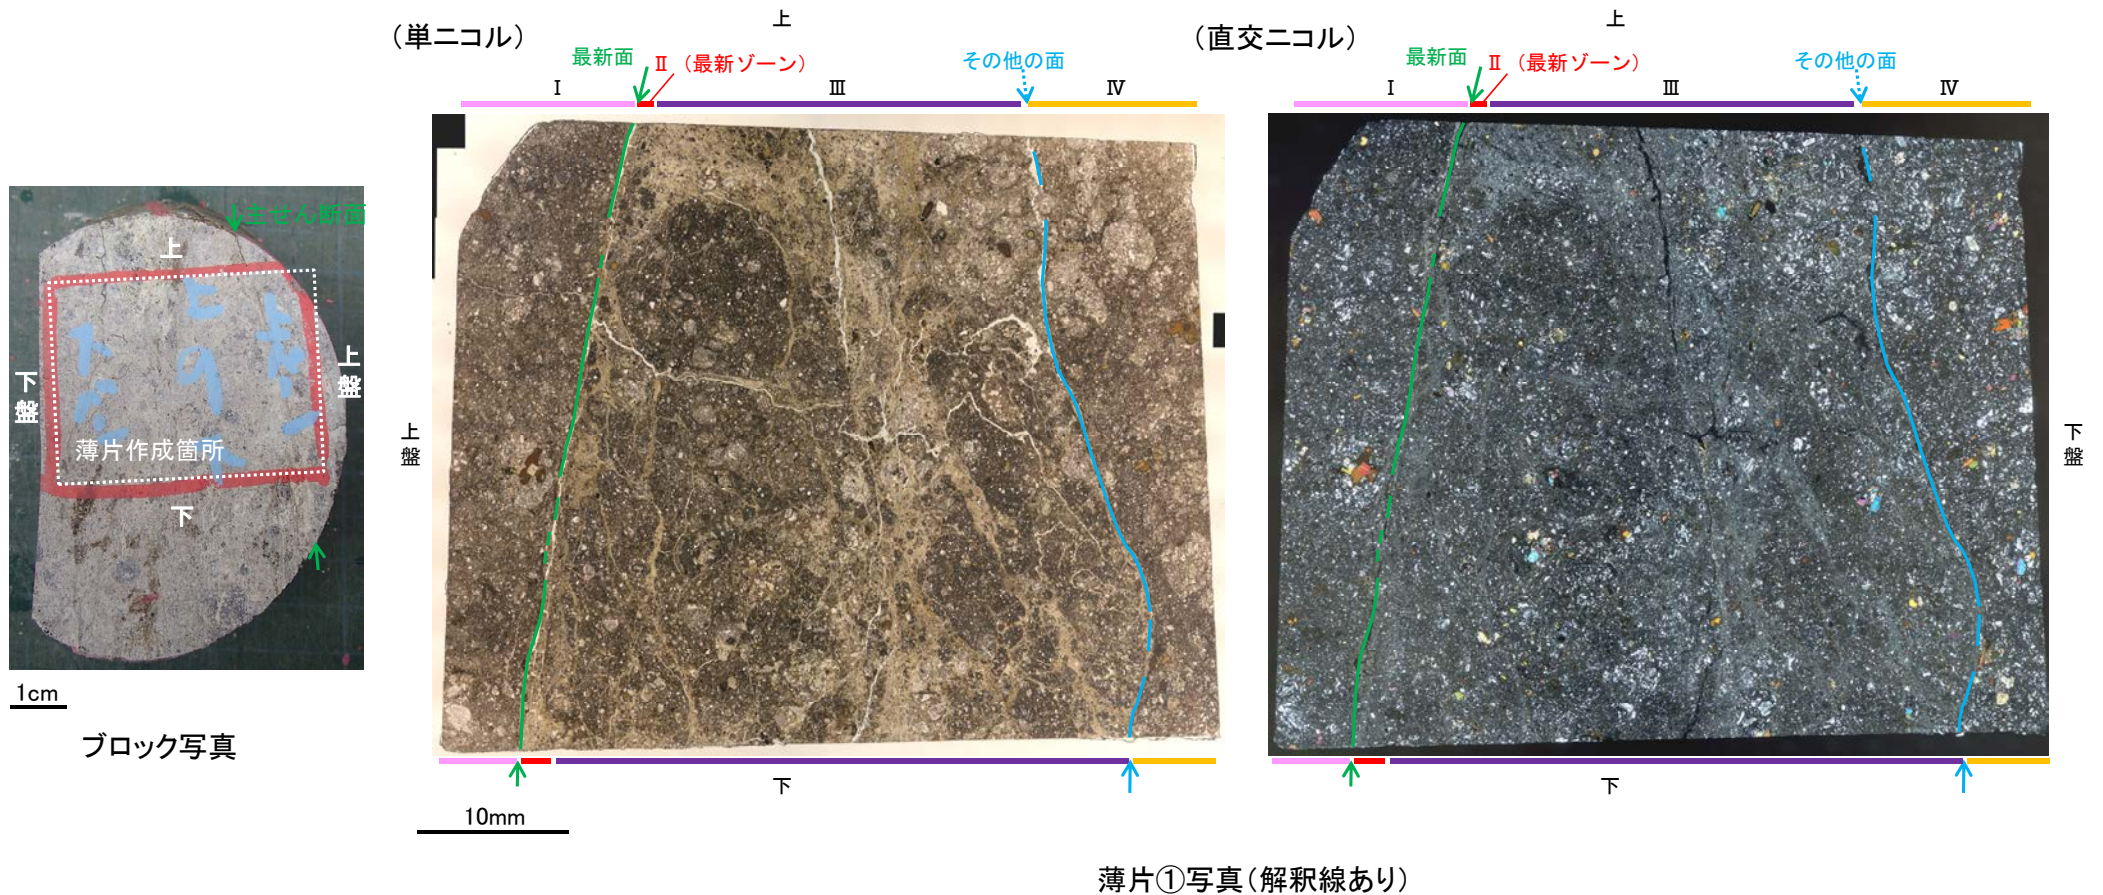 （単ニコル）
上
最新面
Ⅱ（最新ゾーン）
その他の面
Ⅰ
Ⅲ
Ⅳ
（直交ニコル）
上
最新面
Ⅱ（最新ゾーン）
その他の面
Ⅰ
Ⅲ
Ⅳ
主せん断面
上
下盤
上盤
薄片作成箇所
下
1cm
ブロック写真
上盤
下盤
下
下
10mm
薄片①写真（解釈線あり）